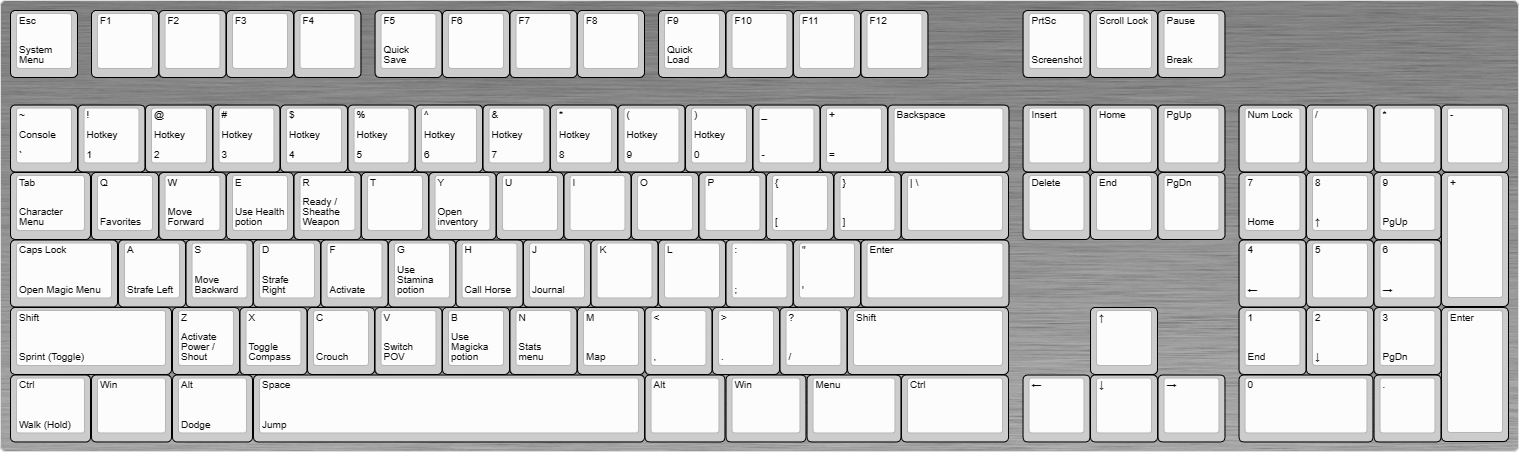 Esc
System
Menu
F1
F2
F3
F4
F5
Quick
Save
F6
F7
F8
F9
Quick
Load
F10
F11
F12
PrtSc
Screenshot
Scroll Lock
Pause
Break
~
Console
`
!
Hotkey
1
@
Hotkey
2
#
Hotkey
3
$
Hotkey
4
%
Hotkey
5
^
Hotkey
6
&
Hotkey
7
*
Hotkey
8
(
Hotkey
9
)
Hotkey
0
_
-
+
=
Backspace
Insert
Home
PgUp
Num Lock
/
*
-
Tab
Character
Menu
Q
Favorites
W
Move
Forward
E
Use Health
potion
R
Ready /
Sheathe
Weapon
T
Y
Open
inventory
U
I
O
P
{
[
}
]
| \
Delete
End
PgDn
7
Home
8
↑
9
PgUp
+
Caps Lock
Open Magic Menu
A
Strafe Left
S
Move
Backward
D
Strafe
Right
F
Activate
G
Use
Stamina
potion
H
Call Horse
J
Journal
K
L
:
;
"
'
Enter
4
←
5
6
→
Shift
Sprint (Toggle)
Z
Activate
Power /
Shout
X
Toggle
Compass
C
Crouch
V
Switch
POV
B
Use
Magicka
potion
N
Stats
menu
M
Map
<
,
>
.
?
/
Shift
↑
1
End
2
↓
3
PgDn
Enter
Ctrl
Walk (Hold)
Win
Alt
Dodge
Space
Jump
Alt
Win
Menu
Ctrl
←
↓
→
0
.